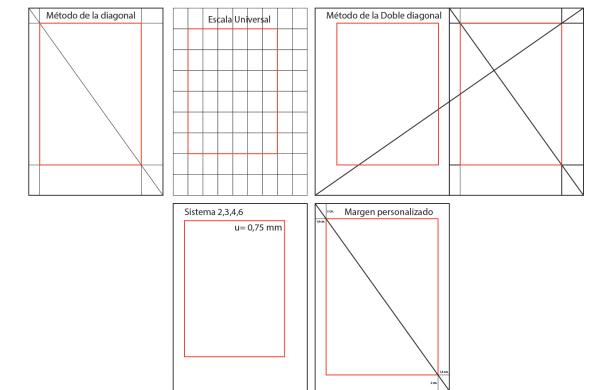 Método de la diagonal
Escala Universal
Método de la Doble diagonal
Sistema 2,3,4,6
u= 0,75 mm
Margen personalizado